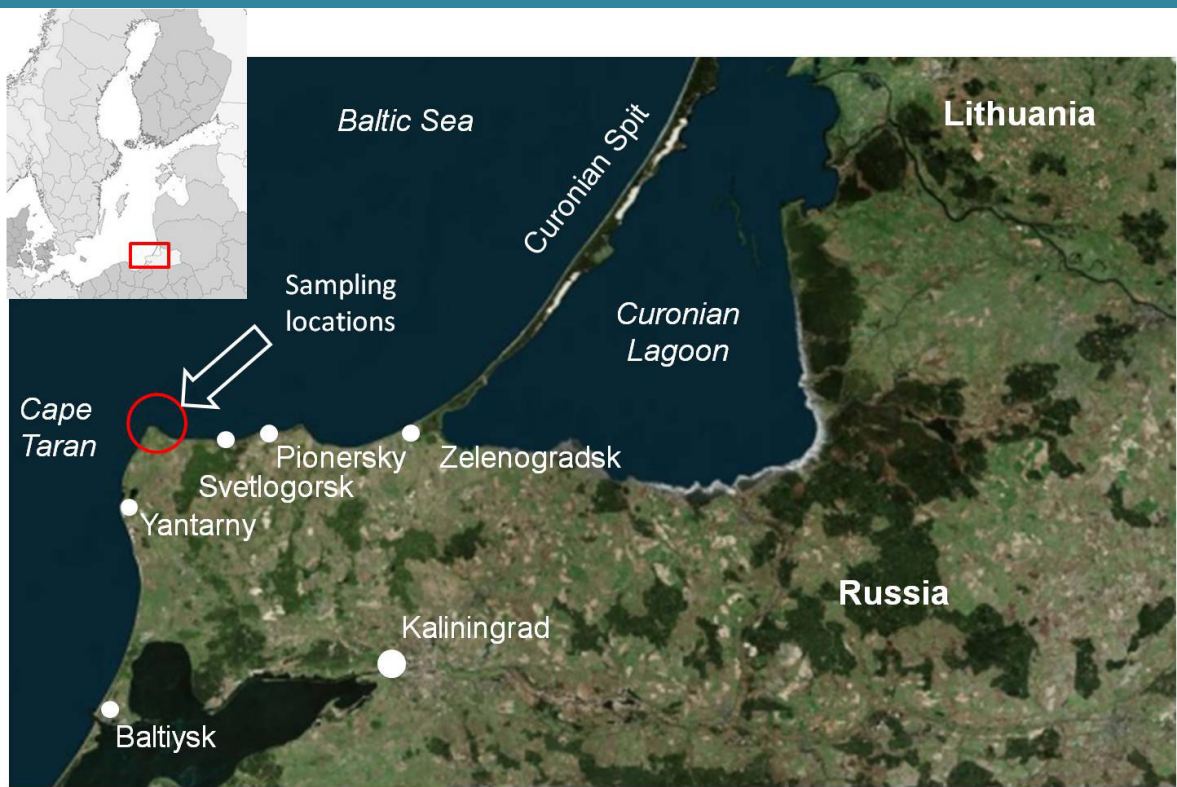 Baltic Sea
Lithuania
Curonian Spit
Sampling
locations
Curonian
Lagoon
Cape
Taran
Pionersky
Zelenogradsk
Svetlogorsk
Yantarny
Russia
Kaliningrad
Baltiysk